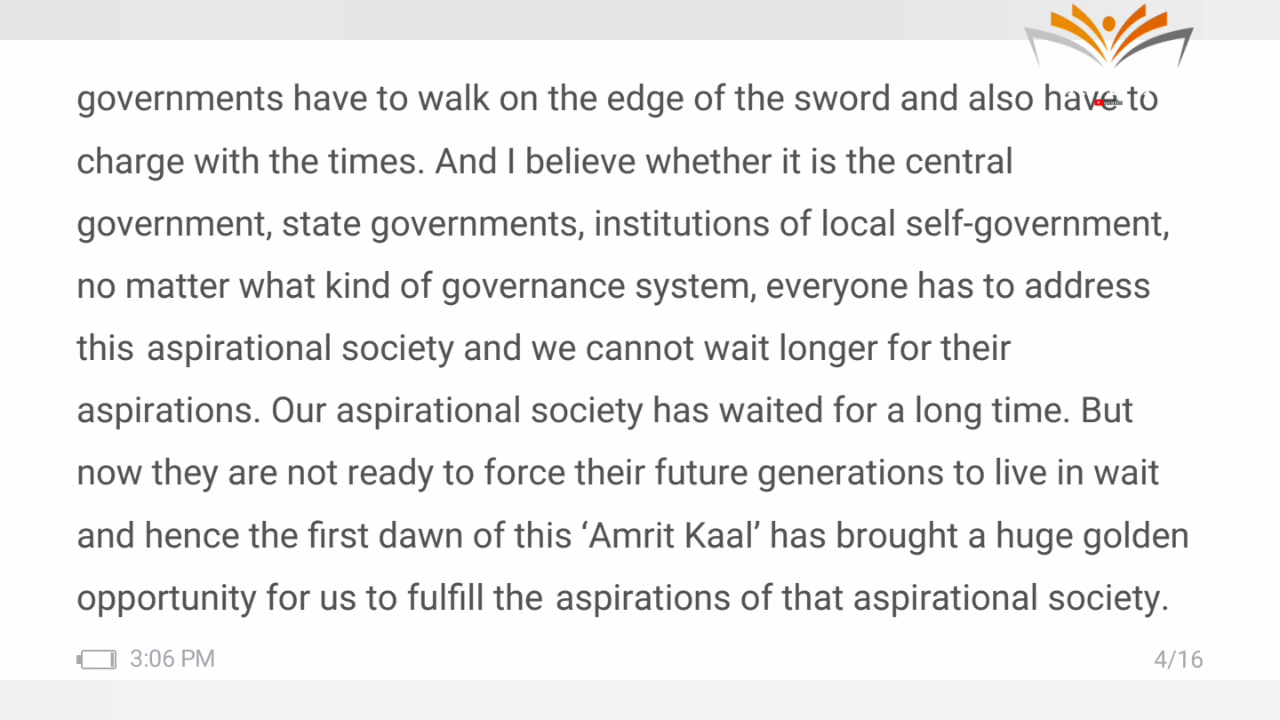 governments have to walk on the edge of the sword and also have to
charge with the times. And I believe whether it is the central
government, state governments, institutions of local self-government,
no matter what kind of governance system, everyone has to address
this aspirational society and we cannot wait longer for their
aspirations. Our aspirational society has waited for a long time. But
now they are not ready to force their future generations to live in wait
and hence the first dawn of this ‘Amrit Kaal’ has brought a huge golden
opportunity for us to fulfill the aspirations of that aspirational society.
3:06 PM
4/16